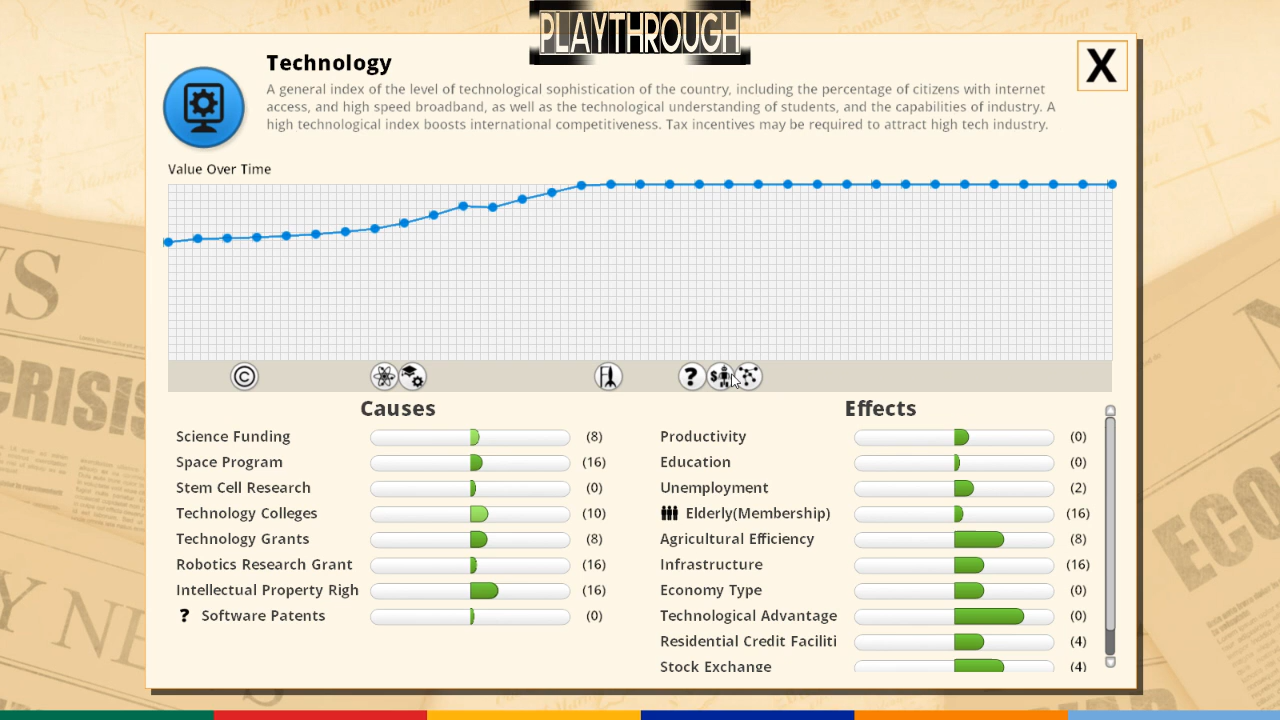 PLAYTHROUGH
Technology
X
A general index of the level of technological sophistication of the country, including the percentage of citizens with internet
access, and high speed broadband, as well as the technological understanding of students, and the capabilities of industry. A
high technological index boosts international competitiveness. Tax incentives may be required to attract high tech industry.
Value Over Time
©
?
$
Causes
Science Funding (8)
Space Program (16)
Stem Cell Research (0)
Technology Colleges (10)
Technology Grants (8)
Robotics Research Grant (16)
Intellectual Property Righ (16)
? Software Patents (0)
Effects
Productivity (0)
Education (0)
Unemployment (2)
Elderly(Membership) (16)
Agricultural Efficiency (8)
Infrastructure (16)
Economy Type (0)
Technological Advantage (0)
Residential Credit Faciliti (4)
Stock Exchange (4)
CRISIS
ECO